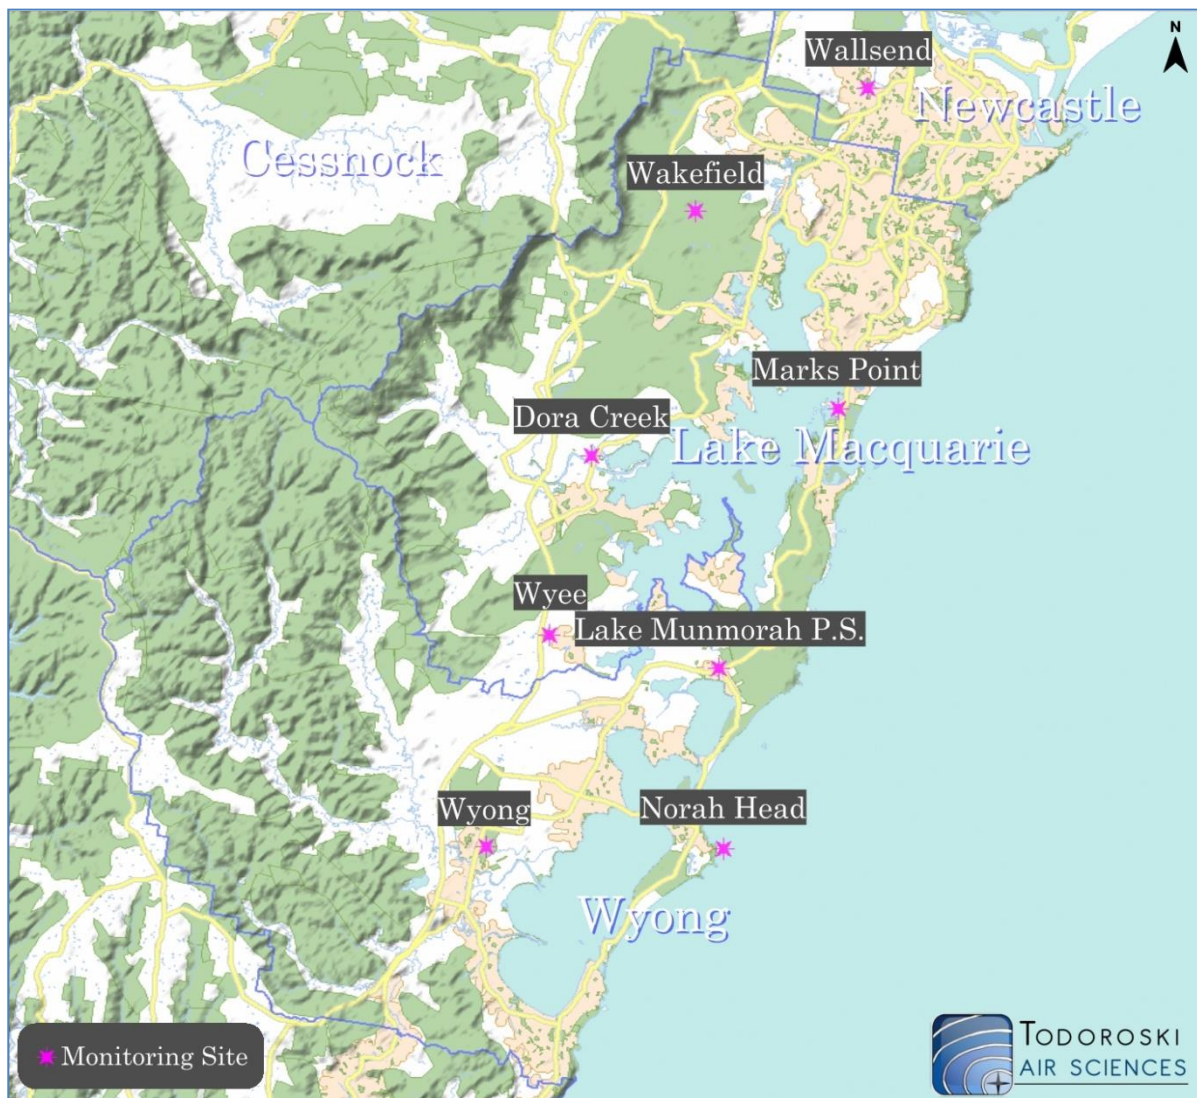 N
Wallsend
Newcastle
Cessnock
Wakefield
Marks Point
Dora Creek
Lake Macquarie
Wyee
Lake Munmorah P.S.
Wyong
Norah Head
Wyong
Monitoring Site
TODOROSKI
AIR SCIENCES